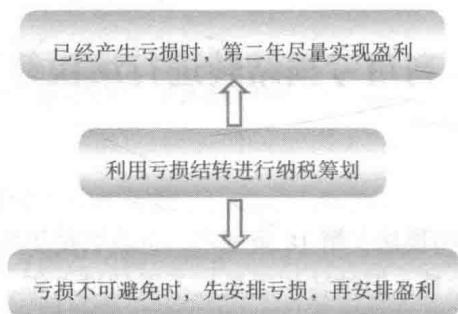 已经产生亏损时，第二年尽量实现盈利
利用亏损结转进行纳税筹划
亏损不可避免时，先安排亏损，再安排盈利